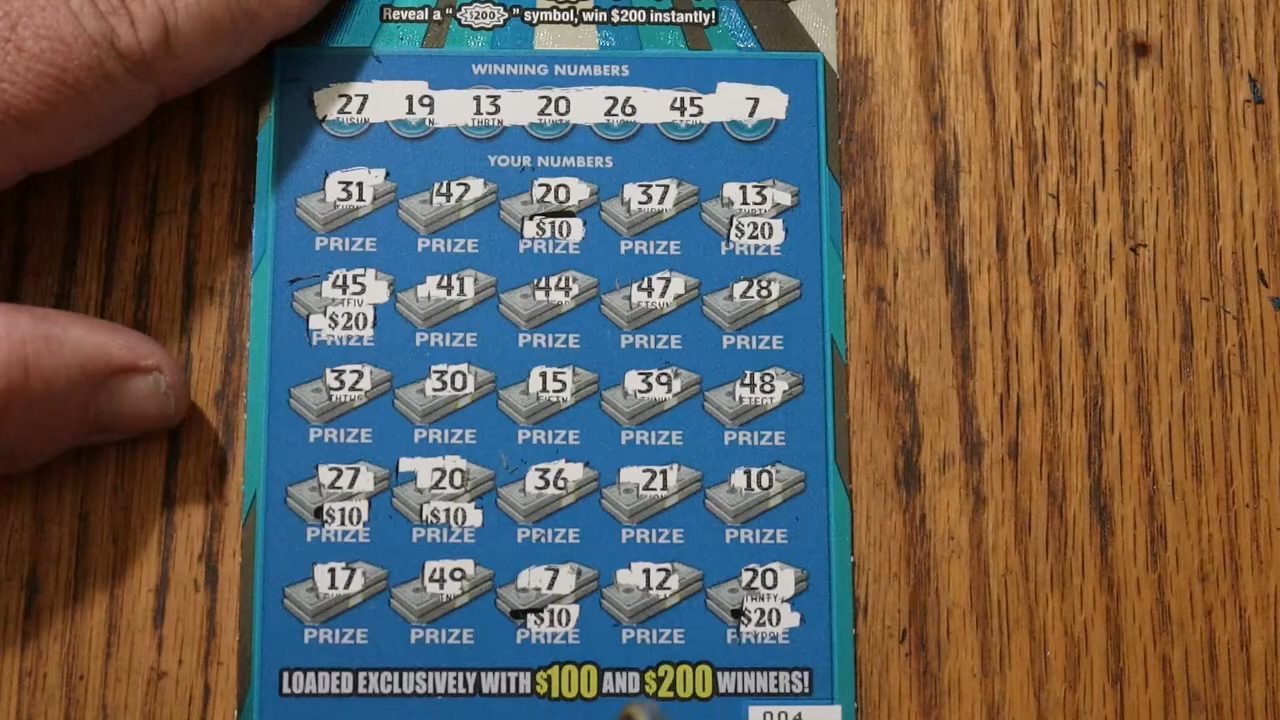 Reveal a " $200 " symbol, win $200 instantly!
WINNING NUMBERS
27 19 13 20 26 45 7
THRTN
YOUR NUMBERS
31 42 20 37 13
$10 $20
PRIZE PRIZE PRIZE PRIZE PRIZE
45 41 44 47 28
$20
PRIZE PRIZE PRIZE PRIZE PRIZE
32 30 15 39 48
PRIZE PRIZE PRIZE PRIZE PRIZE
27 20 36 21 10
$10 $10
PRIZE PRIZE PRIZE PRIZE PRIZE
17 49 7 12 20
TWNTY
$10 $20
PRIZE PRIZE PRIZE PRIZE PRIZE
LOADED EXCLUSIVELY WITH $100 AND $200 WINNERS!
004